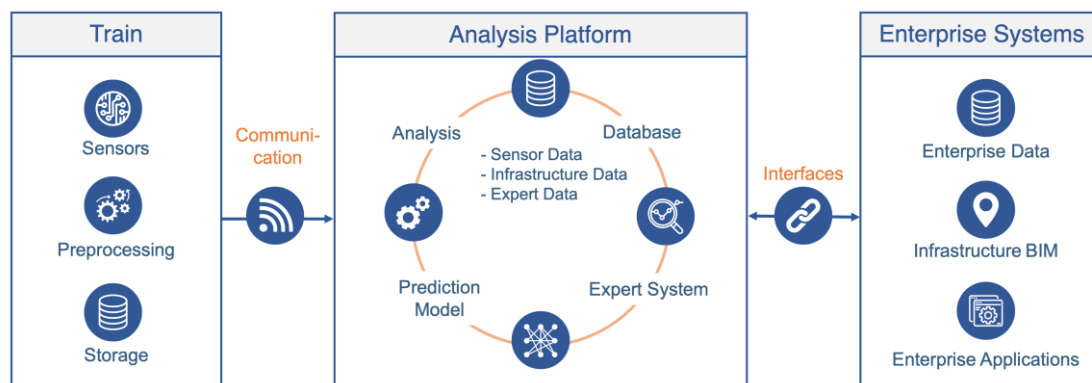 Train
Sensors
Preprocessing
Storage
Communi-
cation
Analysis Platform
Analysis
Database
- Sensor Data
- Infrastructure Data
- Expert Data
Prediction
Model
Expert System
Interfaces
Enterprise Systems
Enterprise Data
Infrastructure BIM
Enterprise Applications